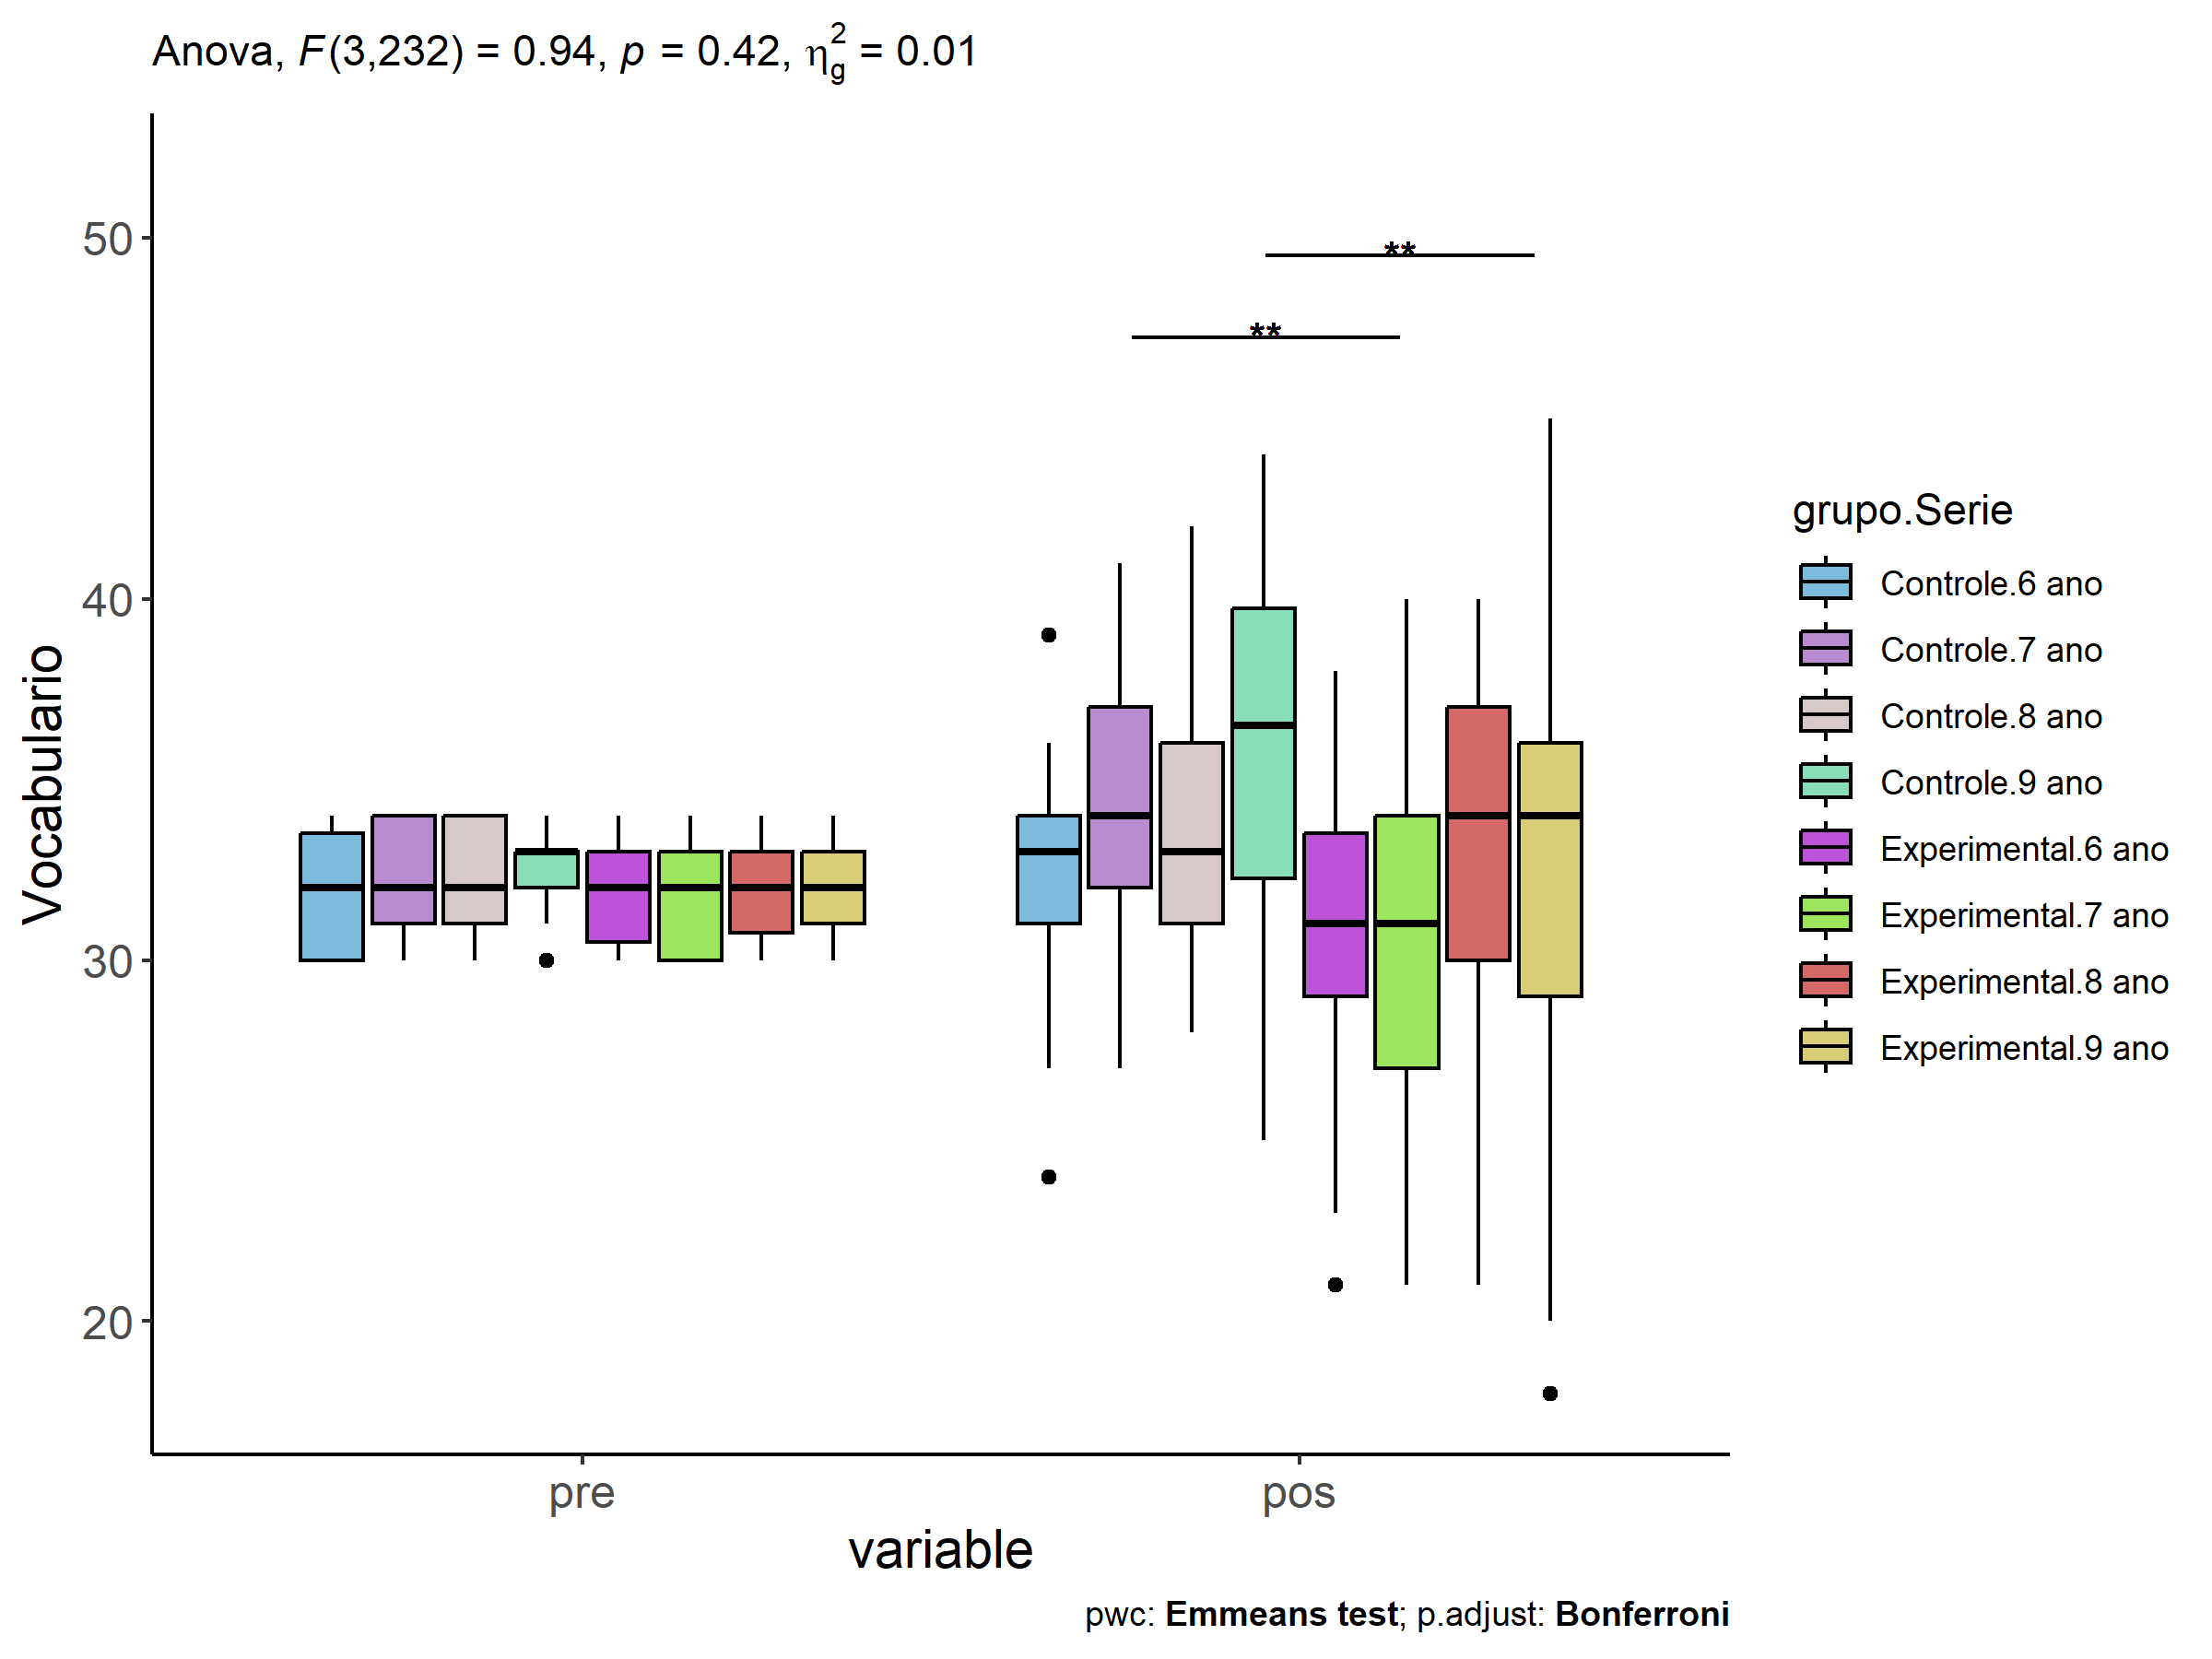 Anova, F(3,232) = 0.94, p = 0.42, η²g = 0.01
50
40
30
20
Vocabulario
**
**
pre
pos
variable
grupo.Serie
Controle.6 ano
Controle.7 ano
Controle.8 ano
Controle.9 ano
Experimental.6 ano
Experimental.7 ano
Experimental.8 ano
Experimental.9 ano
pwc: Emmeans test; p.adjust: Bonferroni